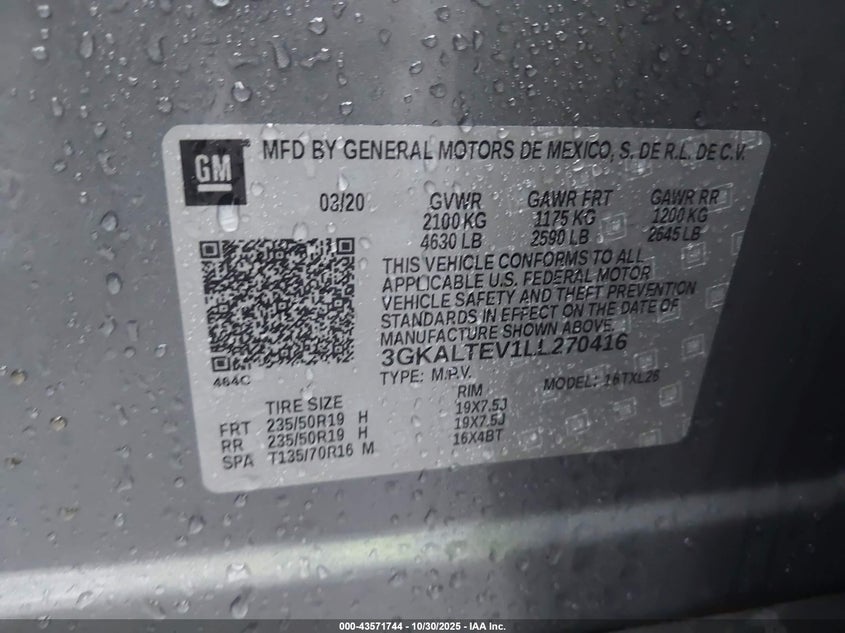 GM
MFD BY GENERAL MOTORS DE MEXICO, S. DE R.L. DE C.V.
03/20 GVWR GAWR FRT GAWR RR
2100 KG 1175 KG 1200 KG
4630 LB 2590 LB 2645 LB
THIS VEHICLE CONFORMS TO ALL
APPLICABLE U.S. FEDERAL MOTOR
VEHICLE SAFETY AND THEFT PREVENTION
STANDARDS IN EFFECT ON THE DATE OF
MANUFACTURE SHOWN ABOVE.
3GKALTEV1LL270416
464C
TYPE: M.P.V. MODEL: 16TXL26
TIRE SIZE RIM
FRT 235/50R19 H 19X7.5J
RR 235/50R19 H 19X7.5J
SPA T135/70R16 M 16X4BT
000-43571744 | 10/30/2025 - IAA Inc.